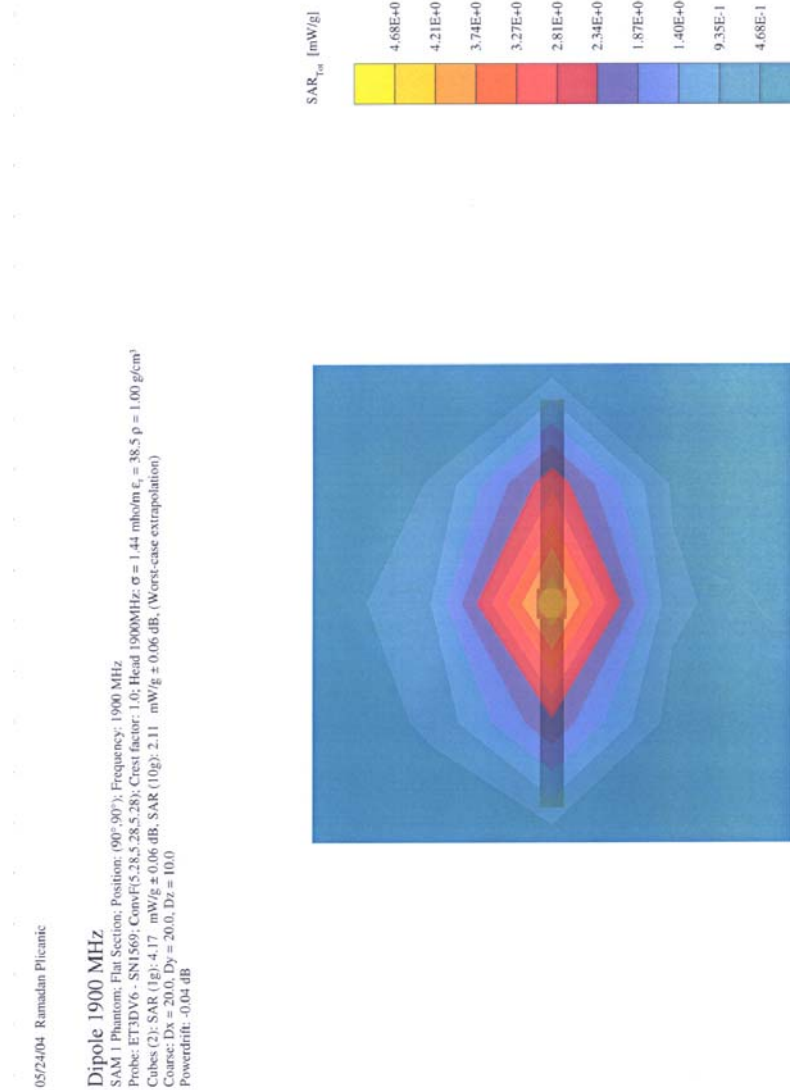 05/24/04 Ramadan Plicanic
Dipole 1900 MHz
SAM 1 Phantom; Flat Section; Position: (90°,90°); Frequency: 1900 MHz
Probe: ET3DV6 - SN1569; ConvF(5.28,5.28,5.28); Crest factor: 1.0; Head 1900MHz: σ = 1.44 mho/m εr = 38.5 ρ = 1.00 g/cm³
Cubes (2): SAR (1g): 4.17 mW/g ± 0.06 dB, SAR (10g): 2.11 mW/g ± 0.06 dB, (Worst-case extrapolation)
Coarse: Dx = 20.0, Dy = 20.0, Dz = 10.0
Powerdrift: -0.04 dB
SAR Tot [mW/g]
4.68E+0
4.21E+0
3.74E+0
3.27E+0
2.81E+0
2.34E+0
1.87E+0
1.40E+0
9.35E-1
4.68E-1